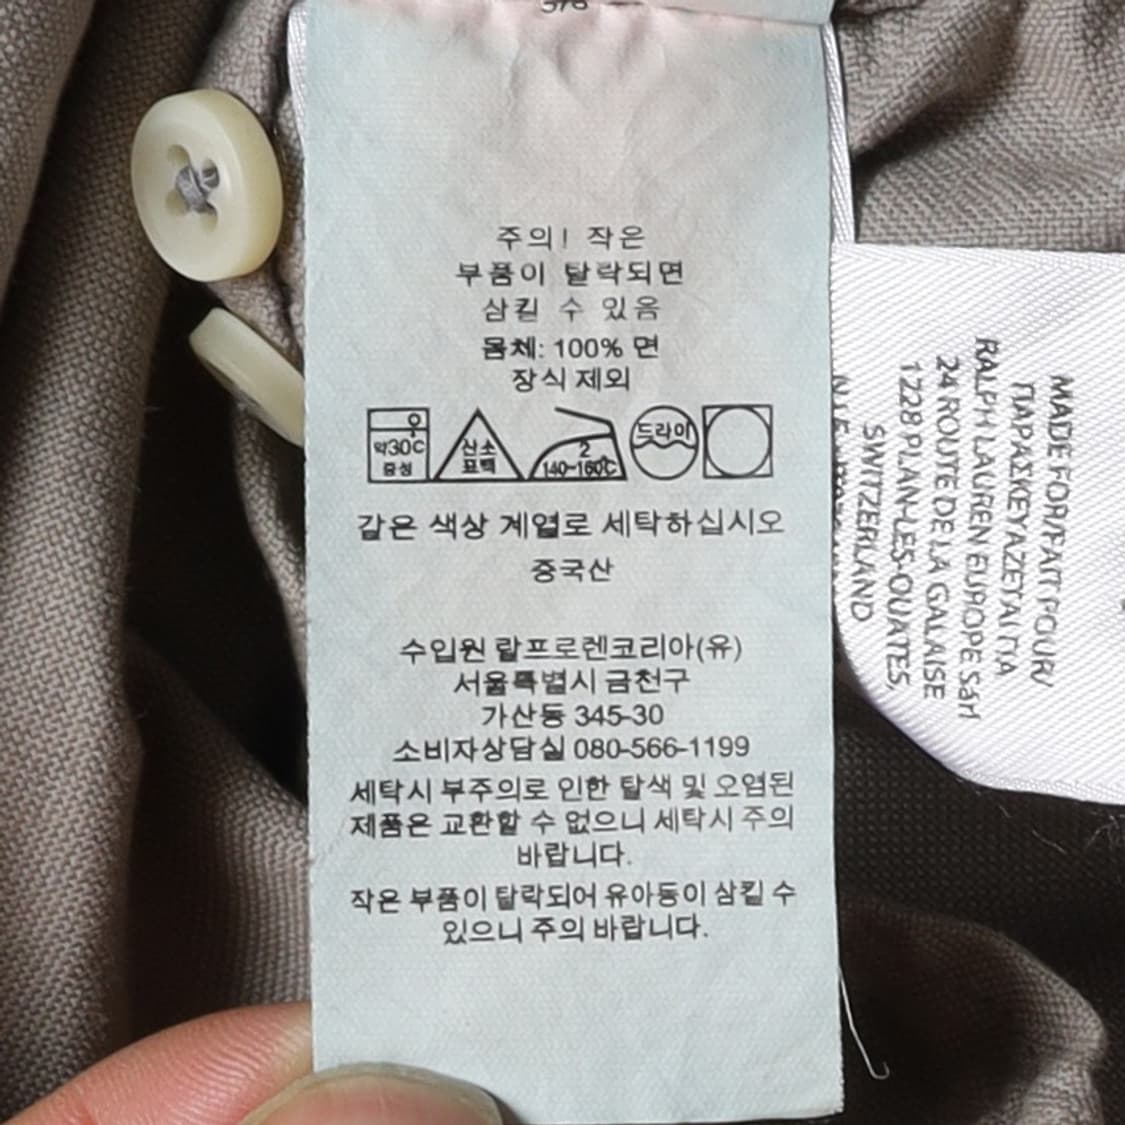 주의! 작은
부품이 탈락되면
삼킬 수 있음
몸체: 100% 면
장식 제외
약30℃
중성
산소
표백
2
140~160℃
드라이
같은 색상 계열로 세탁하십시오
중국산
수입원 랄프로렌코리아(유)
서울특별시 금천구
가산동 345-30
소비자상담실 080-566-1199
세탁시 부주의로 인한 탈색 및 오염된
제품은 교환할 수 없으니 세탁시 주의
바랍니다.
작은 부품이 탈락되어 유아등이 삼킬 수
있으니 주의 바랍니다.
MADE FOR/FAIT POUR/
ΠΑΡΑΣΚΕΥΑΖΕΤΑΙ ΓΙΑ
RALPH LAUREN EUROPE Sàrl
24 ROUTE DE LA GALAISE
1228 PLAN-LES-OUATES,
SWITZERLAND